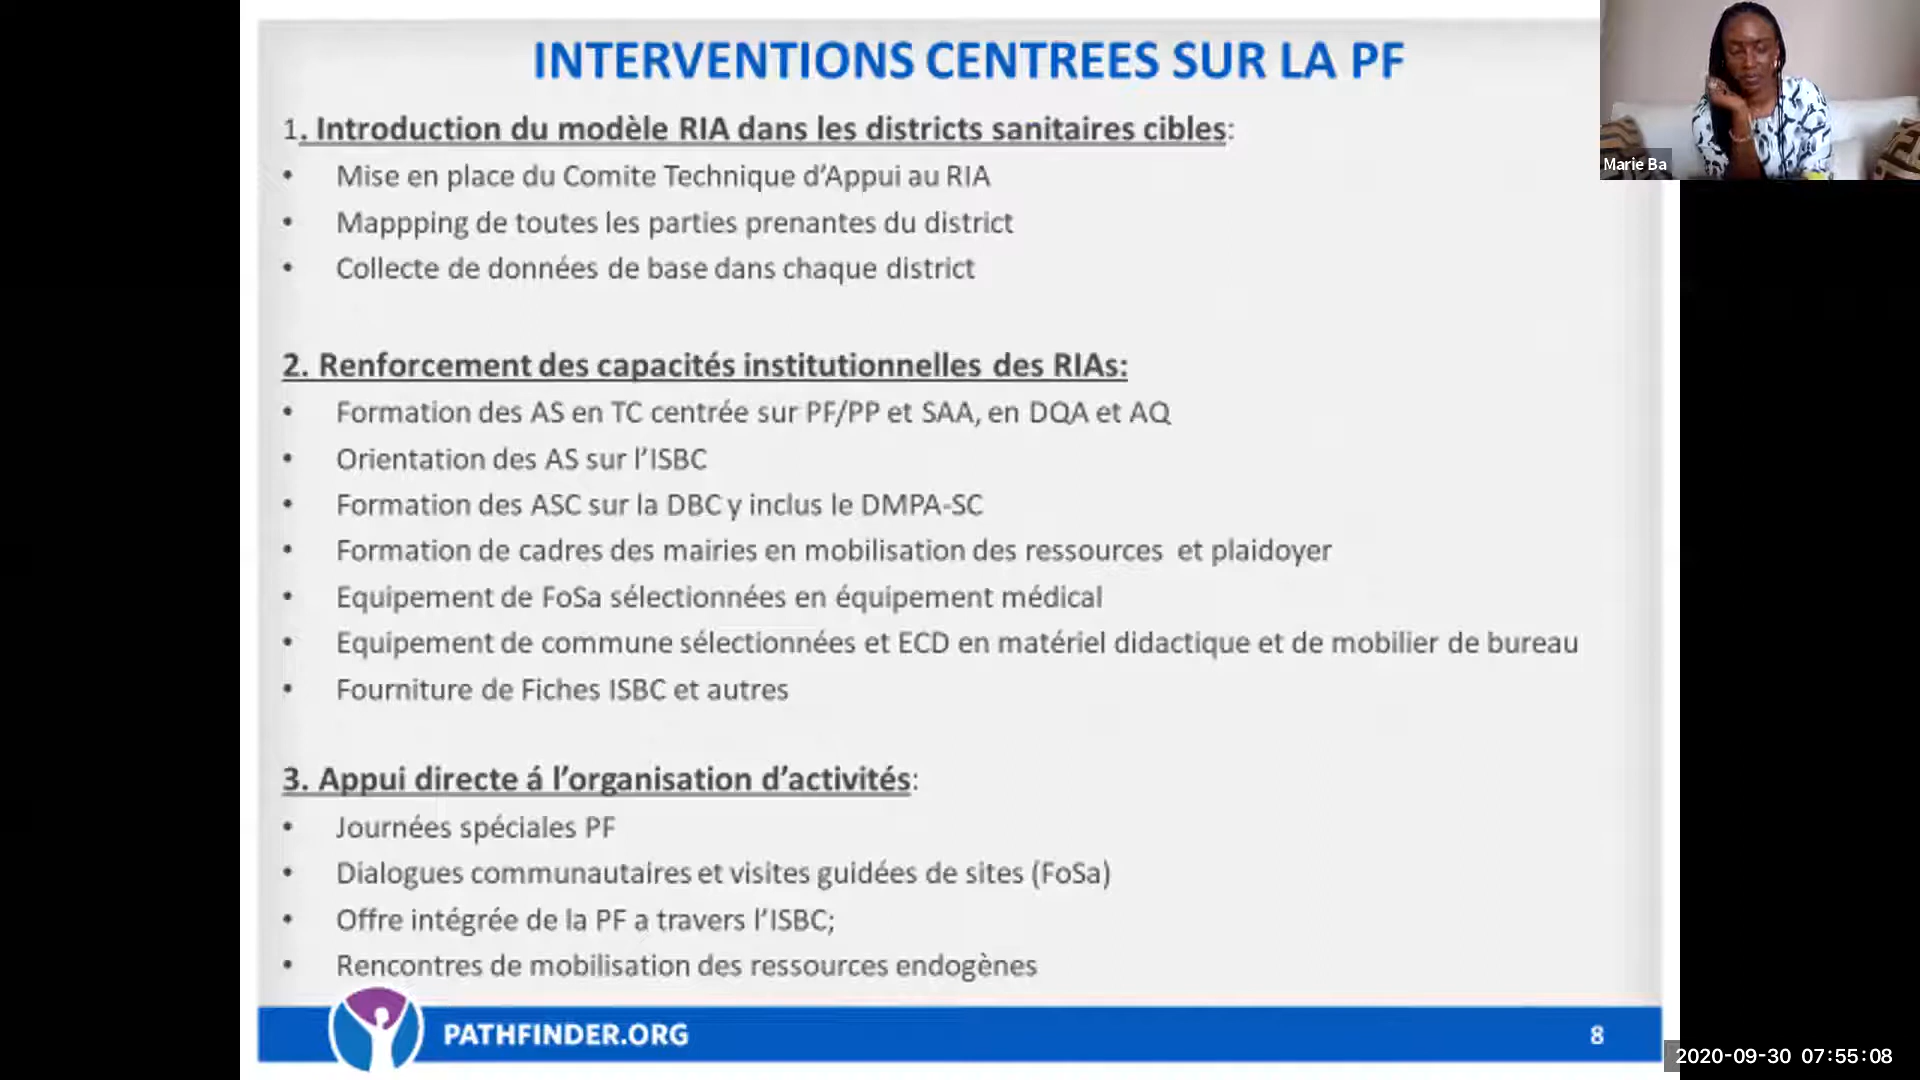 INTERVENTIONS CENTREES SUR LA PF
1. Introduction du modèle RIA dans les districts sanitaires cibles:
• Mise en place du Comite Technique d’Appui au RIA
• Mappping de toutes les parties prenantes du district
• Collecte de données de base dans chaque district
2. Renforcement des capacités institutionnelles des RIAs:
• Formation des AS en TC centrée sur PF/PP et SAA, en DQA et AQ
• Orientation des AS sur l’ISBC
• Formation des ASC sur la DBC y inclus le DMPA-SC
• Formation de cadres des mairies en mobilisation des ressources et plaidoyer
• Equipement de FoSa sélectionnées en équipement médical
• Equipement de commune sélectionnées et ECD en matériel didactique et de mobilier de bureau
• Fourniture de Fiches ISBC et autres
3. Appui directe á l’organisation d’activités:
• Journées spéciales PF
• Dialogues communautaires et visites guidées de sites (FoSa)
• Offre intégrée de la PF a travers l’ISBC;
• Rencontres de mobilisation des ressources endogènes
PATHFINDER.ORG
8
Marie Ba
2020-09-30 07:55:08